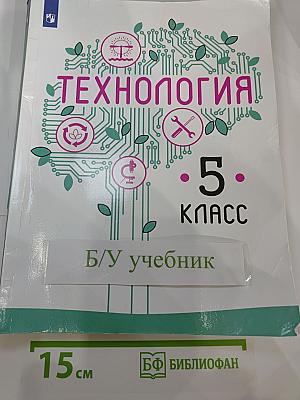 ТЕХНОЛОГИЯ
• 5 •
КЛАСС
Б/У учебник
15 см
БФ БИБЛИОФАН